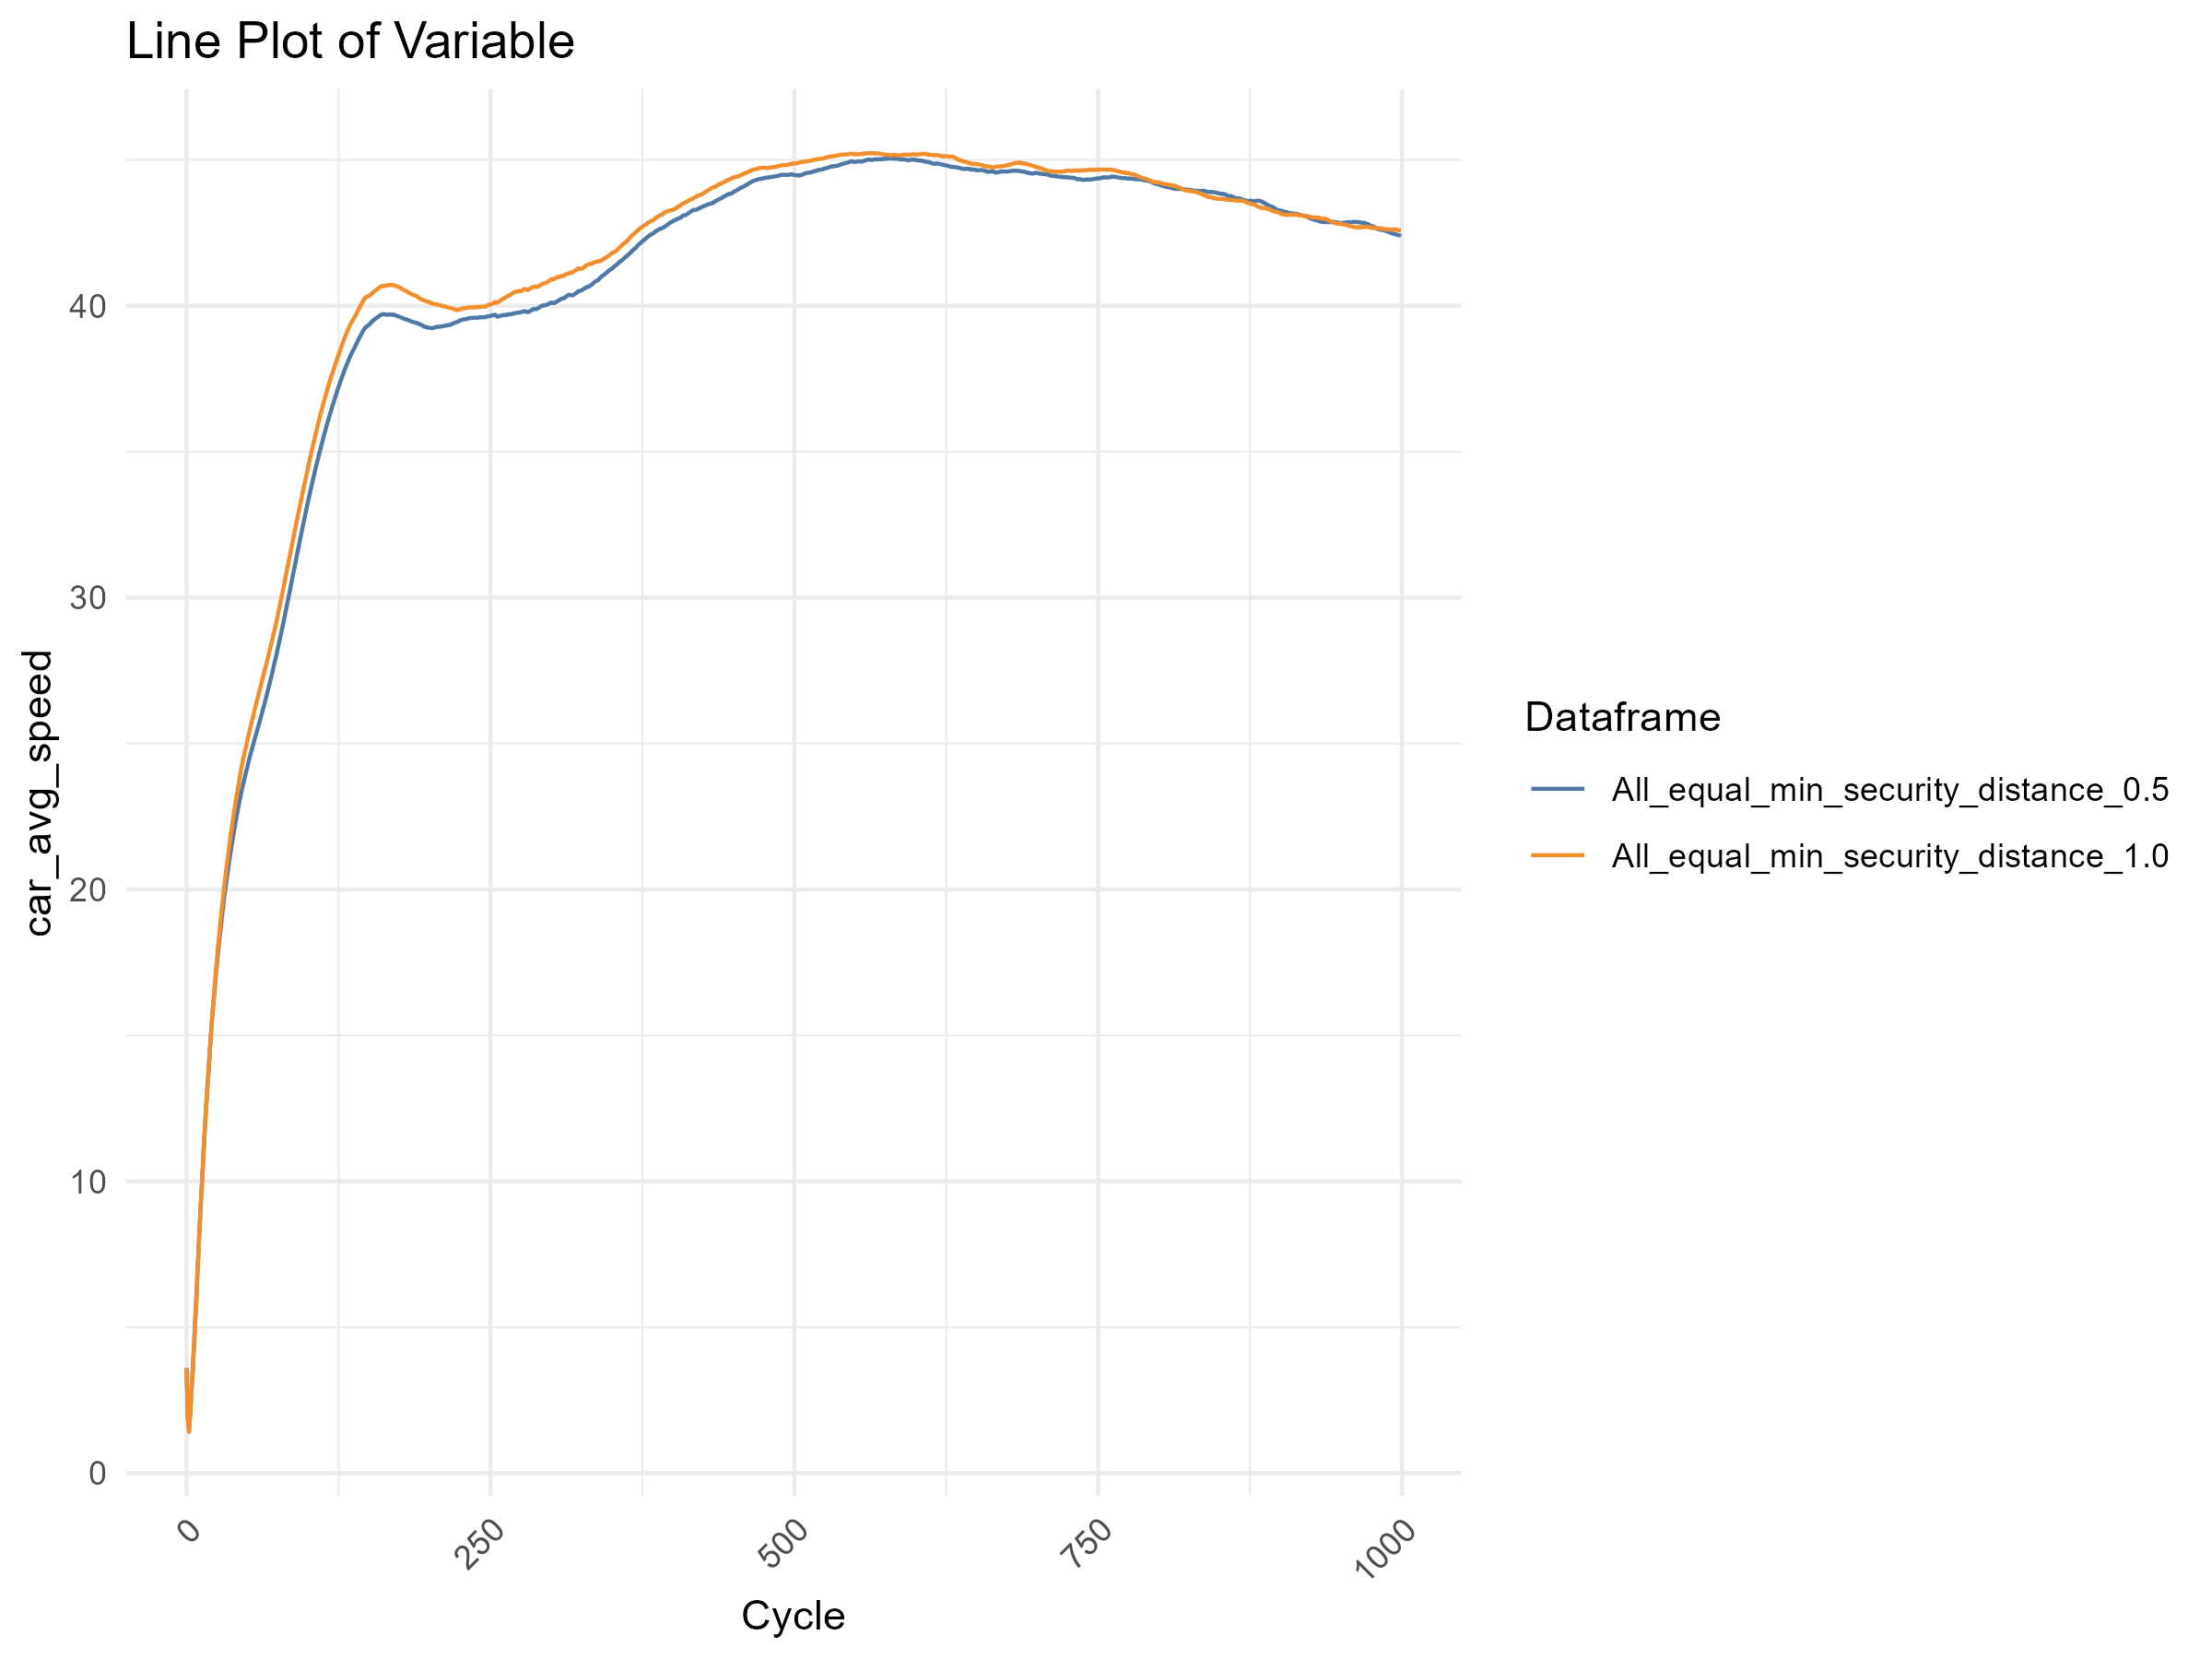 Line Plot of Variable
car_avg_speed
40
30
20
10
0
0
250
500
750
1000
Cycle
Dataframe
All_equal_min_security_distance_0.5
All_equal_min_security_distance_1.0